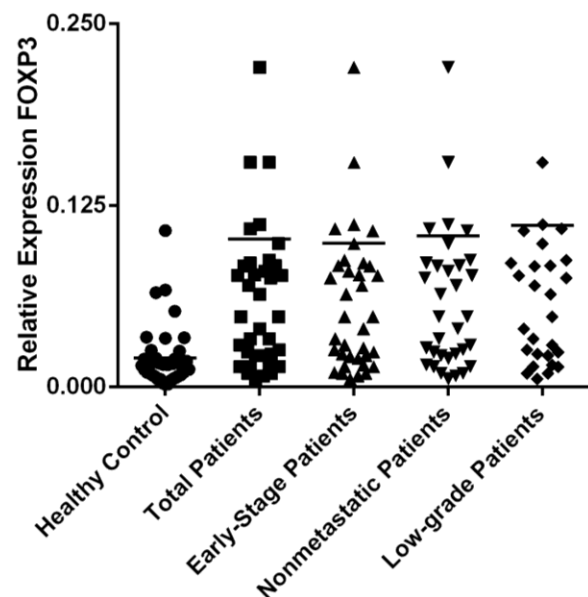 Relative Expression FOXP3
0.250
0.125
0.000
Healthy Control
Total Patients
Early-Stage Patients
Nonmetastatic Patients
Low-grade Patients